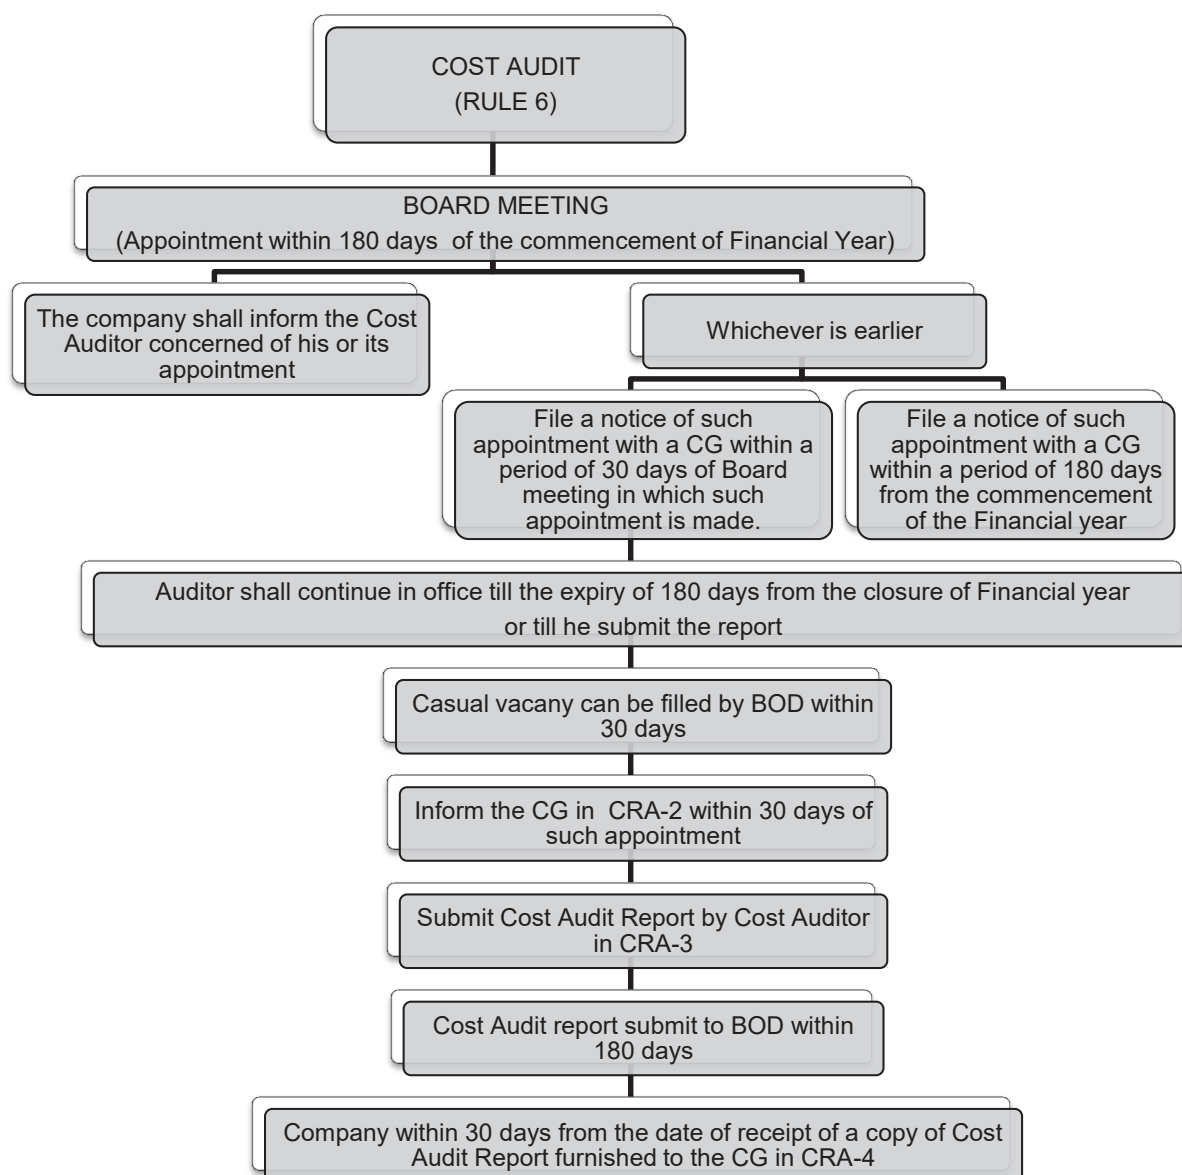 COST AUDIT
(RULE 6)
BOARD MEETING
(Appointment within 180 days of the commencement of Financial Year)
The company shall inform the Cost
Auditor concerned of his or its
appointment
Whichever is earlier
File a notice of such
appointment with a CG within a
period of 30 days of Board
meeting in which such
appointment is made.
File a notice of such
appointment with a CG
within a period of 180 days
from the commencement
of the Financial year
Auditor shall continue in office till the expiry of 180 days from the closure of Financial year
or till he submit the report
Casual vacancy can be filled by BOD within
30 days
Inform the CG in CRA-2 within 30 days of
such appointment
Submit Cost Audit Report by Cost Auditor
in CRA-3
Cost Audit report submit to BOD within
180 days
Company within 30 days from the date of receipt of a copy of Cost
Audit Report furnished to the CG in CRA-4